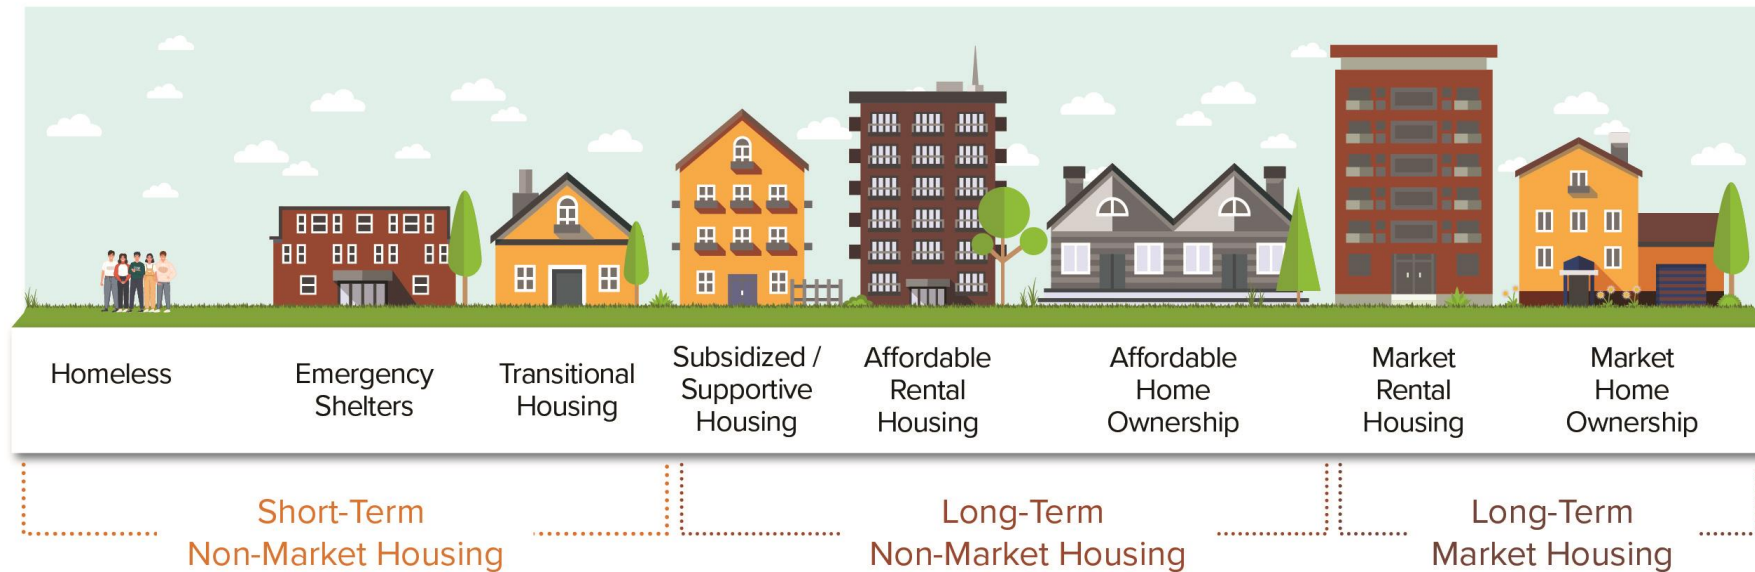 Homeless
Emergency
Shelters
Transitional
Housing
Subsidized /
Supportive
Housing
Affordable
Rental
Housing
Affordable
Home
Ownership
Market
Rental
Housing
Market
Home
Ownership
Short-Term
Non-Market Housing
Long-Term
Non-Market Housing
Long-Term
Market Housing